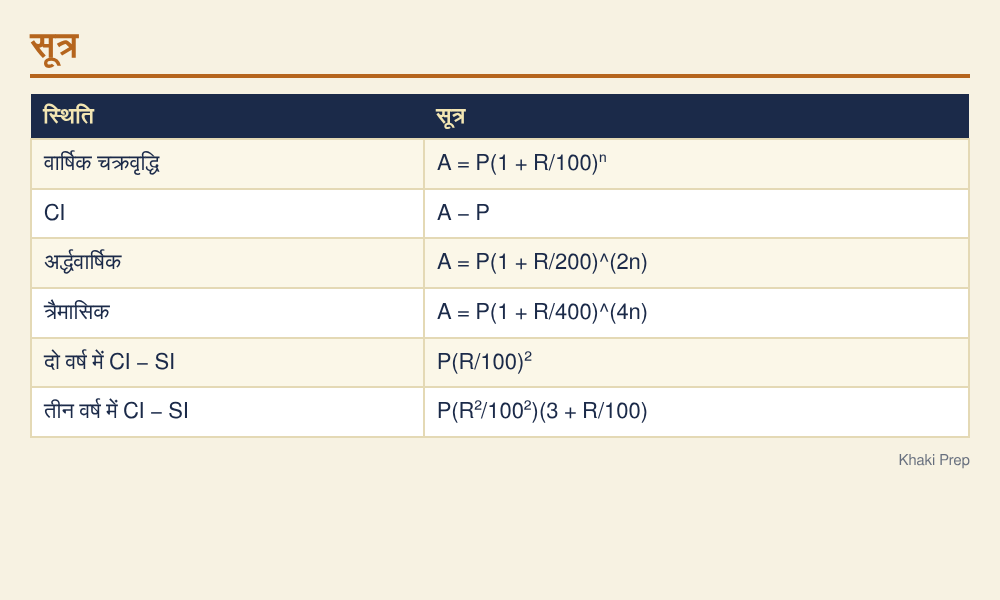 सूत्र
स्थिति सूत्र
वार्षिक चक्रवृद्धि A = P(1 + R/100)ⁿ
CI A – P
अर्द्धवार्षिक A = P(1 + R/200)^(2n)
त्रैमासिक A = P(1 + R/400)^(4n)
दो वर्ष में CI – SI P(R/100)²
तीन वर्ष में CI – SI P(R²/100²)(3 + R/100)
Khaki Prep